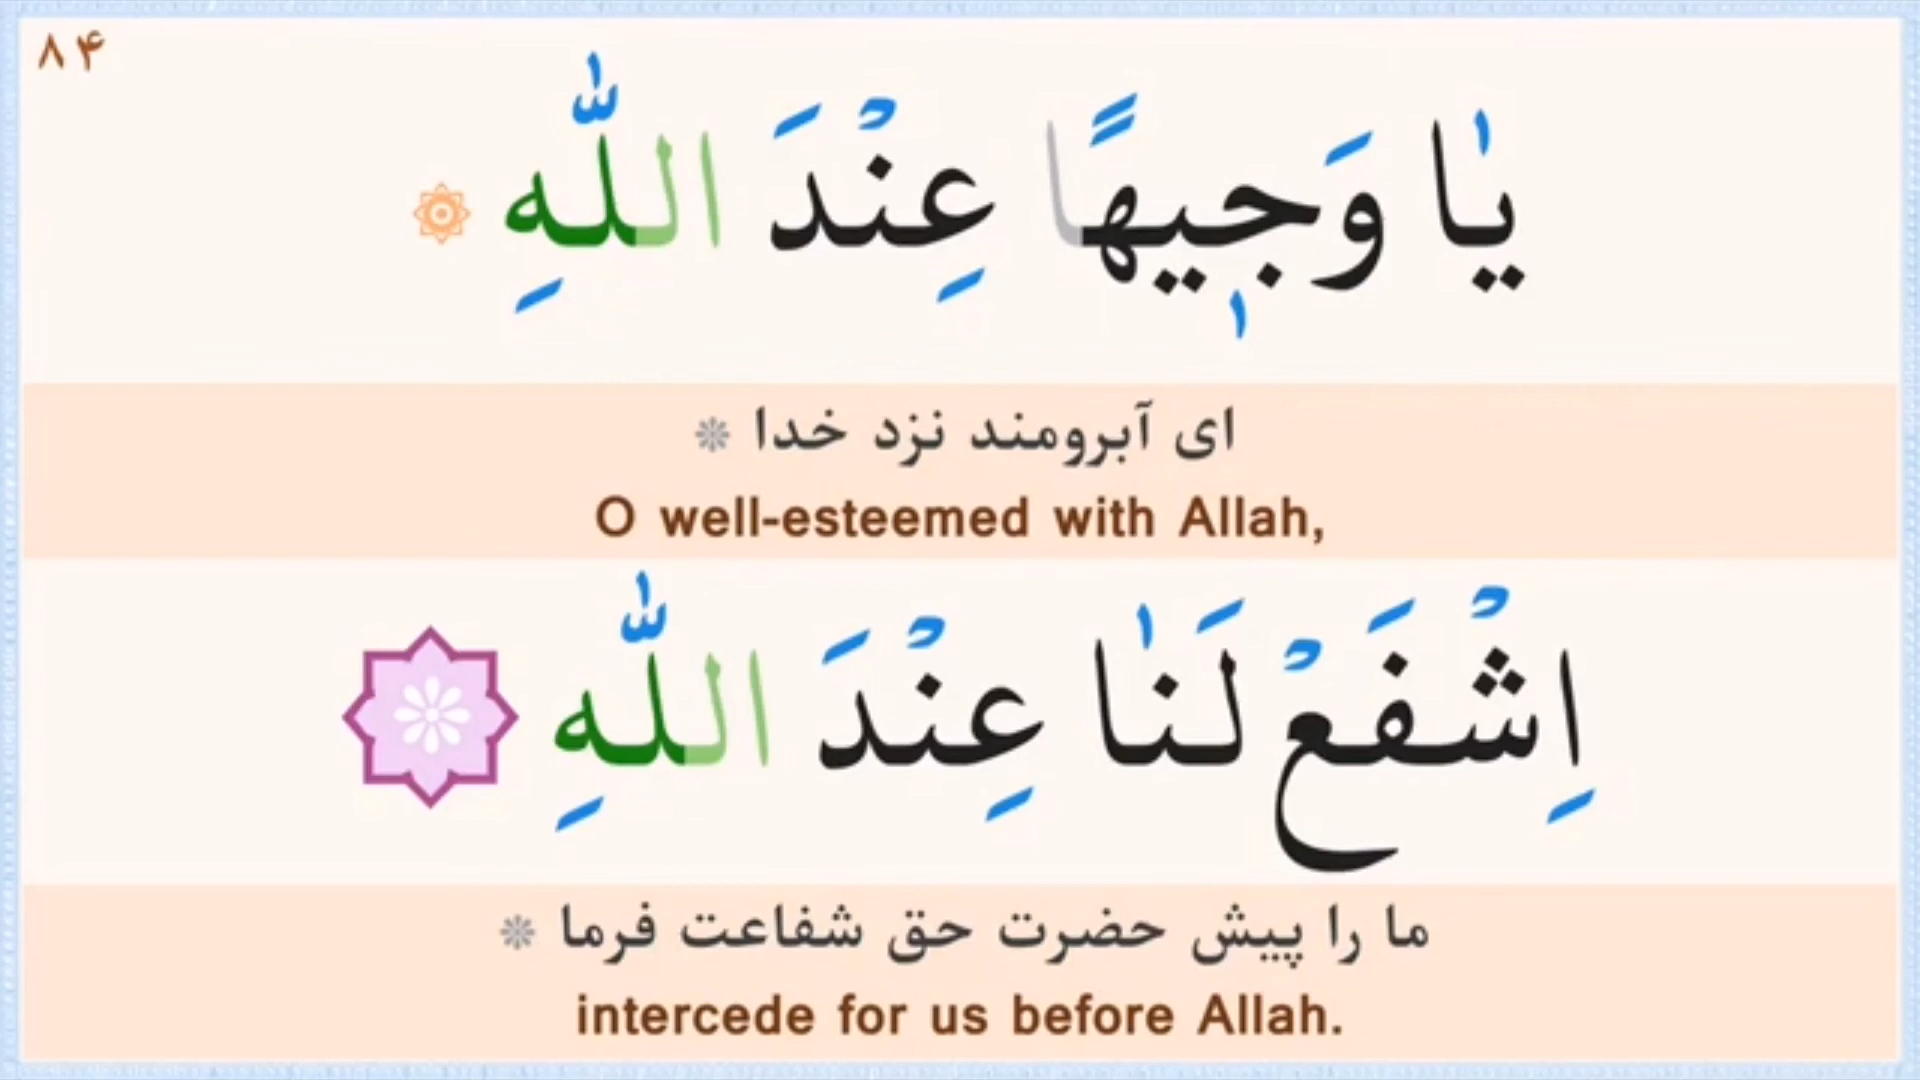 ۸۴
يٰا وَجيهًا عِنْدَ اللّٰهِ
ای آبرومند نزد خدا
O well-esteemed with Allah,
اِشْفَعْ لَنٰا عِنْدَ اللّٰهِ
ما را پیش حضرت حق شفاعت فرما
intercede for us before Allah.